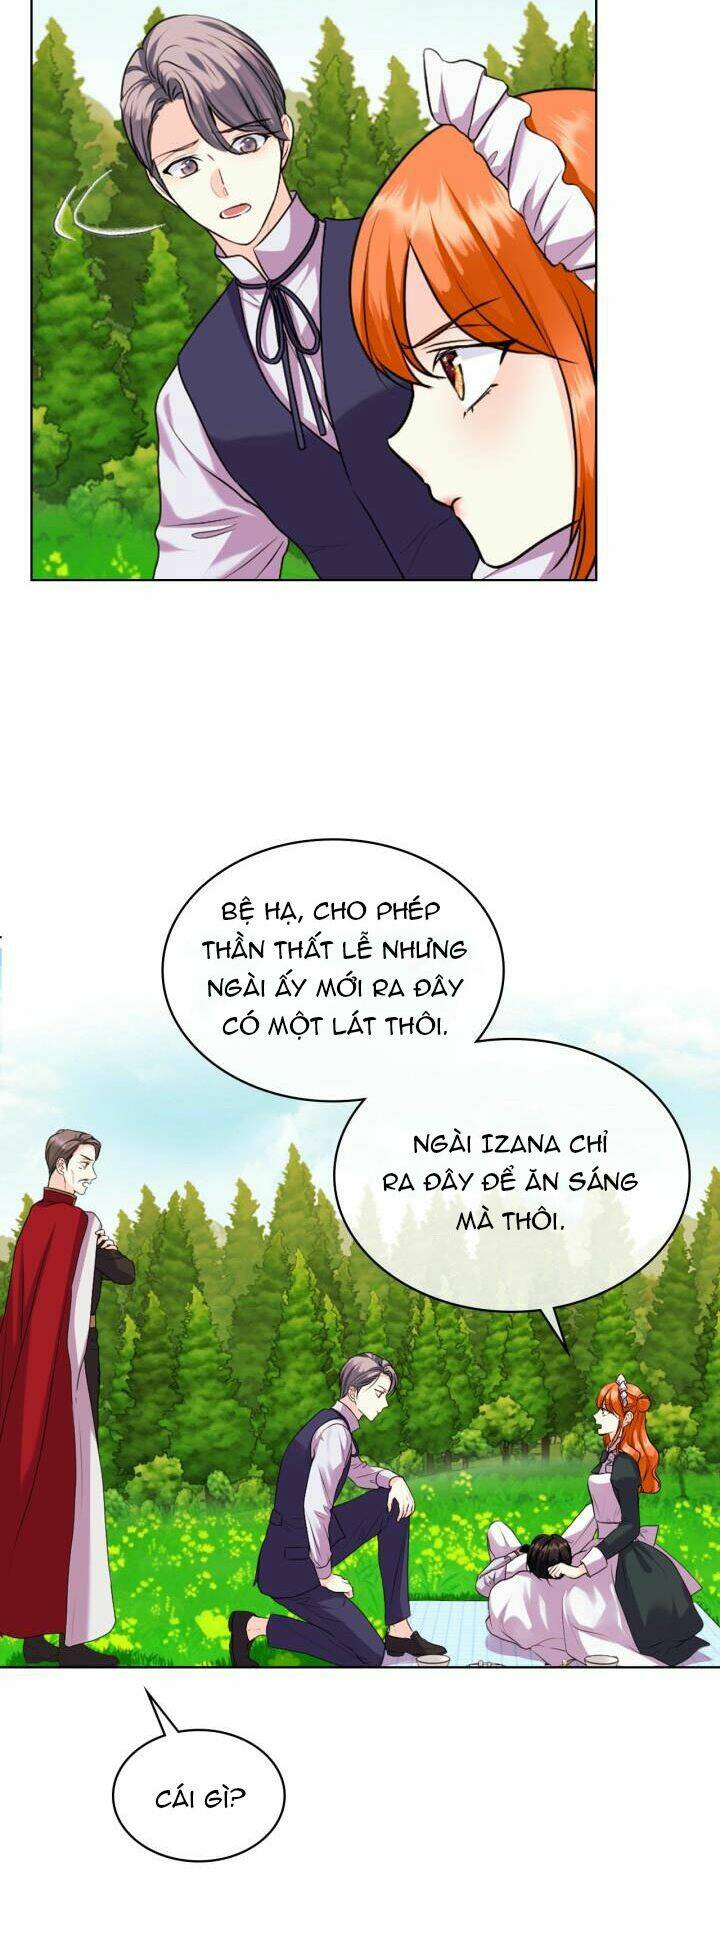 BỆ HẠ, CHO PHÉP
THẦN THẤT LỄ NHƯNG
NGÀI ẤY MỚI RA ĐÂY
CÓ MỘT LÁT THÔI.
NGÀI IZANA CHỈ
RA ĐÂY ĐỂ ĂN SÁNG
MÀ THÔI.
CÁI GÌ?